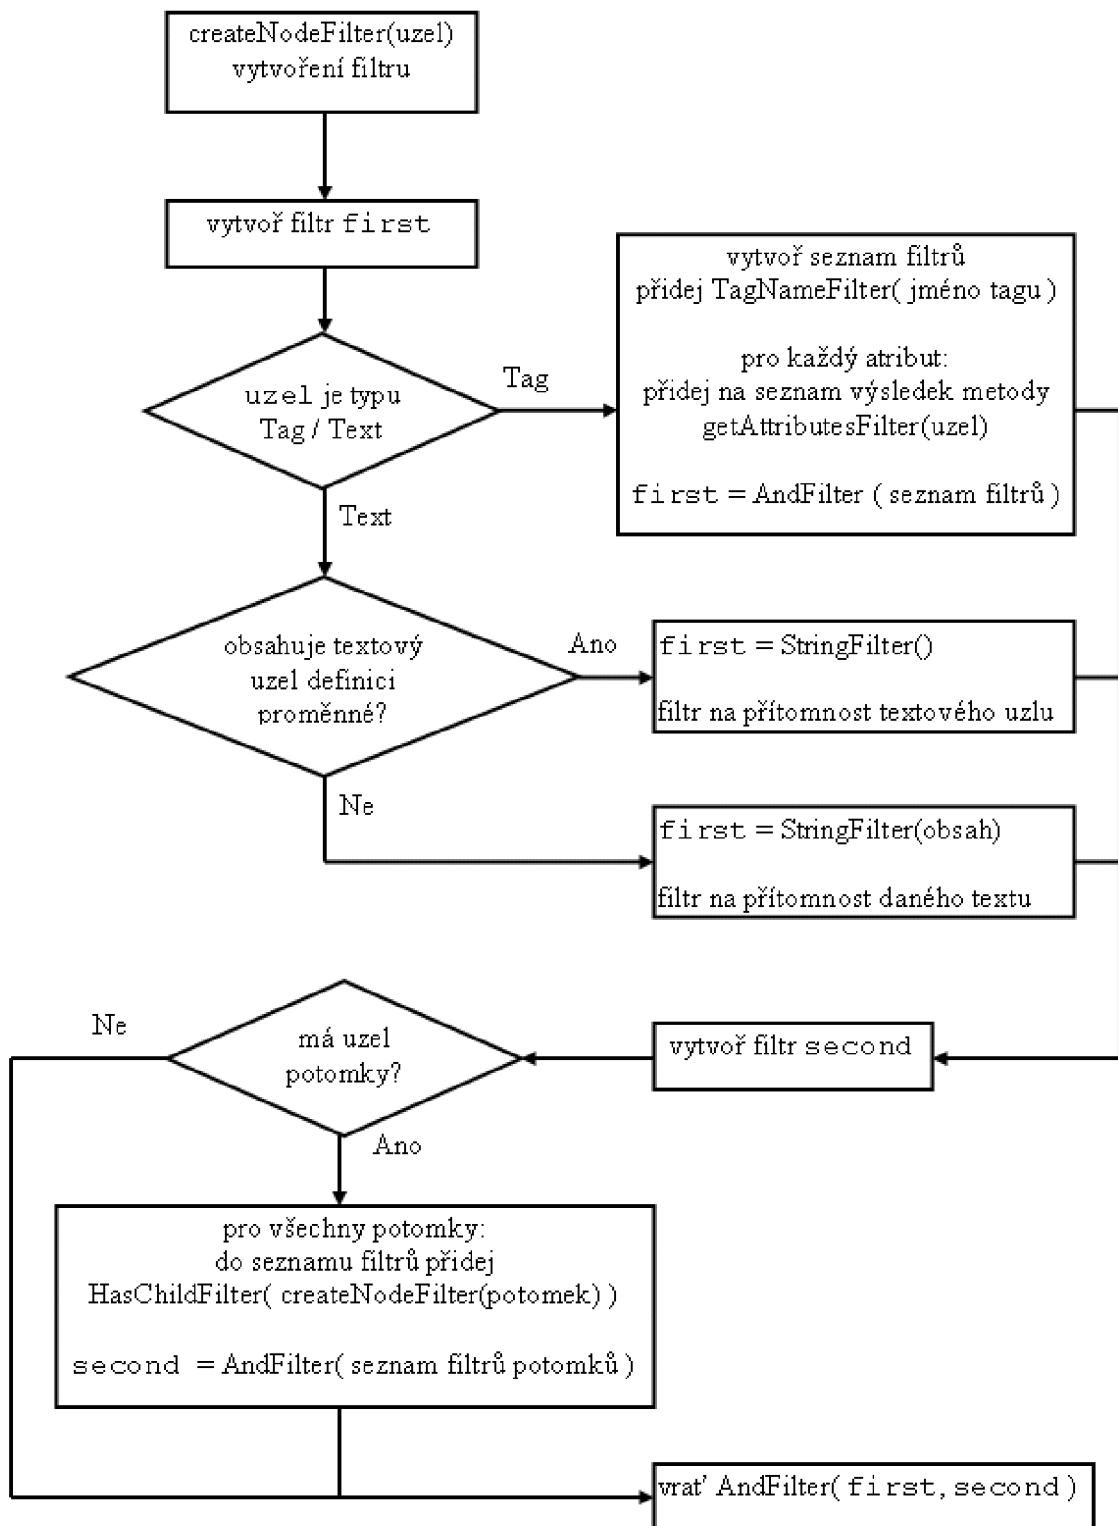 createNodeFilter(uzel)
vytvoření filtru
vytvoř filtr first
vytvoř seznam filtrů
přidej TagNameFilter( jméno tagu )
pro každý atribut:
přidej na seznam výsledek metody
getAttributesFilter(uzel)
first = AndFilter ( seznam filtrů )
uzel je typu
Tag / Text
Tag
Text
obsahuje textový
uzel definici
proměnné?
Ano
first = StringFilter()
filtr na přítomnost textového uzlu
Ne
first = StringFilter(obsah)
filtr na přítomnost daného textu
vytvoř filtr second
má uzel
potomky?
Ne
Ano
pro všechny potomky:
do seznamu filtrů přidej
HasChildFilter( createNodeFilter(potomek) )
second = AndFilter( seznam filtrů potomků )
vrať AndFilter( first, second )